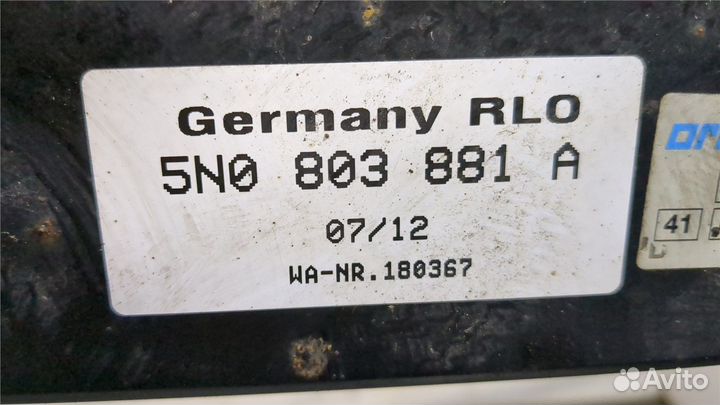 Germany RLO
5N0 803 881 A
07/12
WA-NR.180367
41
Avito